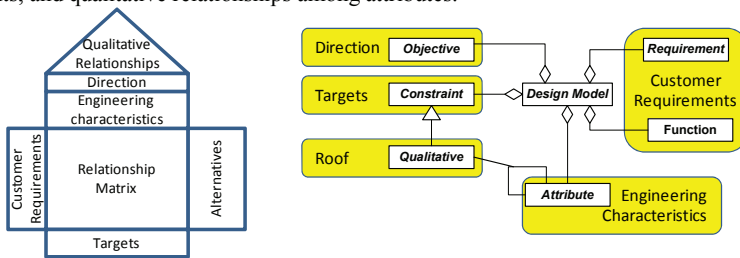 ts, and qualitative relationships among attributes.
Qualitative
Relationships
Direction
Engineering
characteristics
Customer
Requirements
Relationship
Matrix
Alternatives
Targets
Direction
Objective
Targets
Constraint
Roof
Qualitative
Design Model
Requirement
Customer
Requirements
Function
Attribute
Engineering
Characteristics